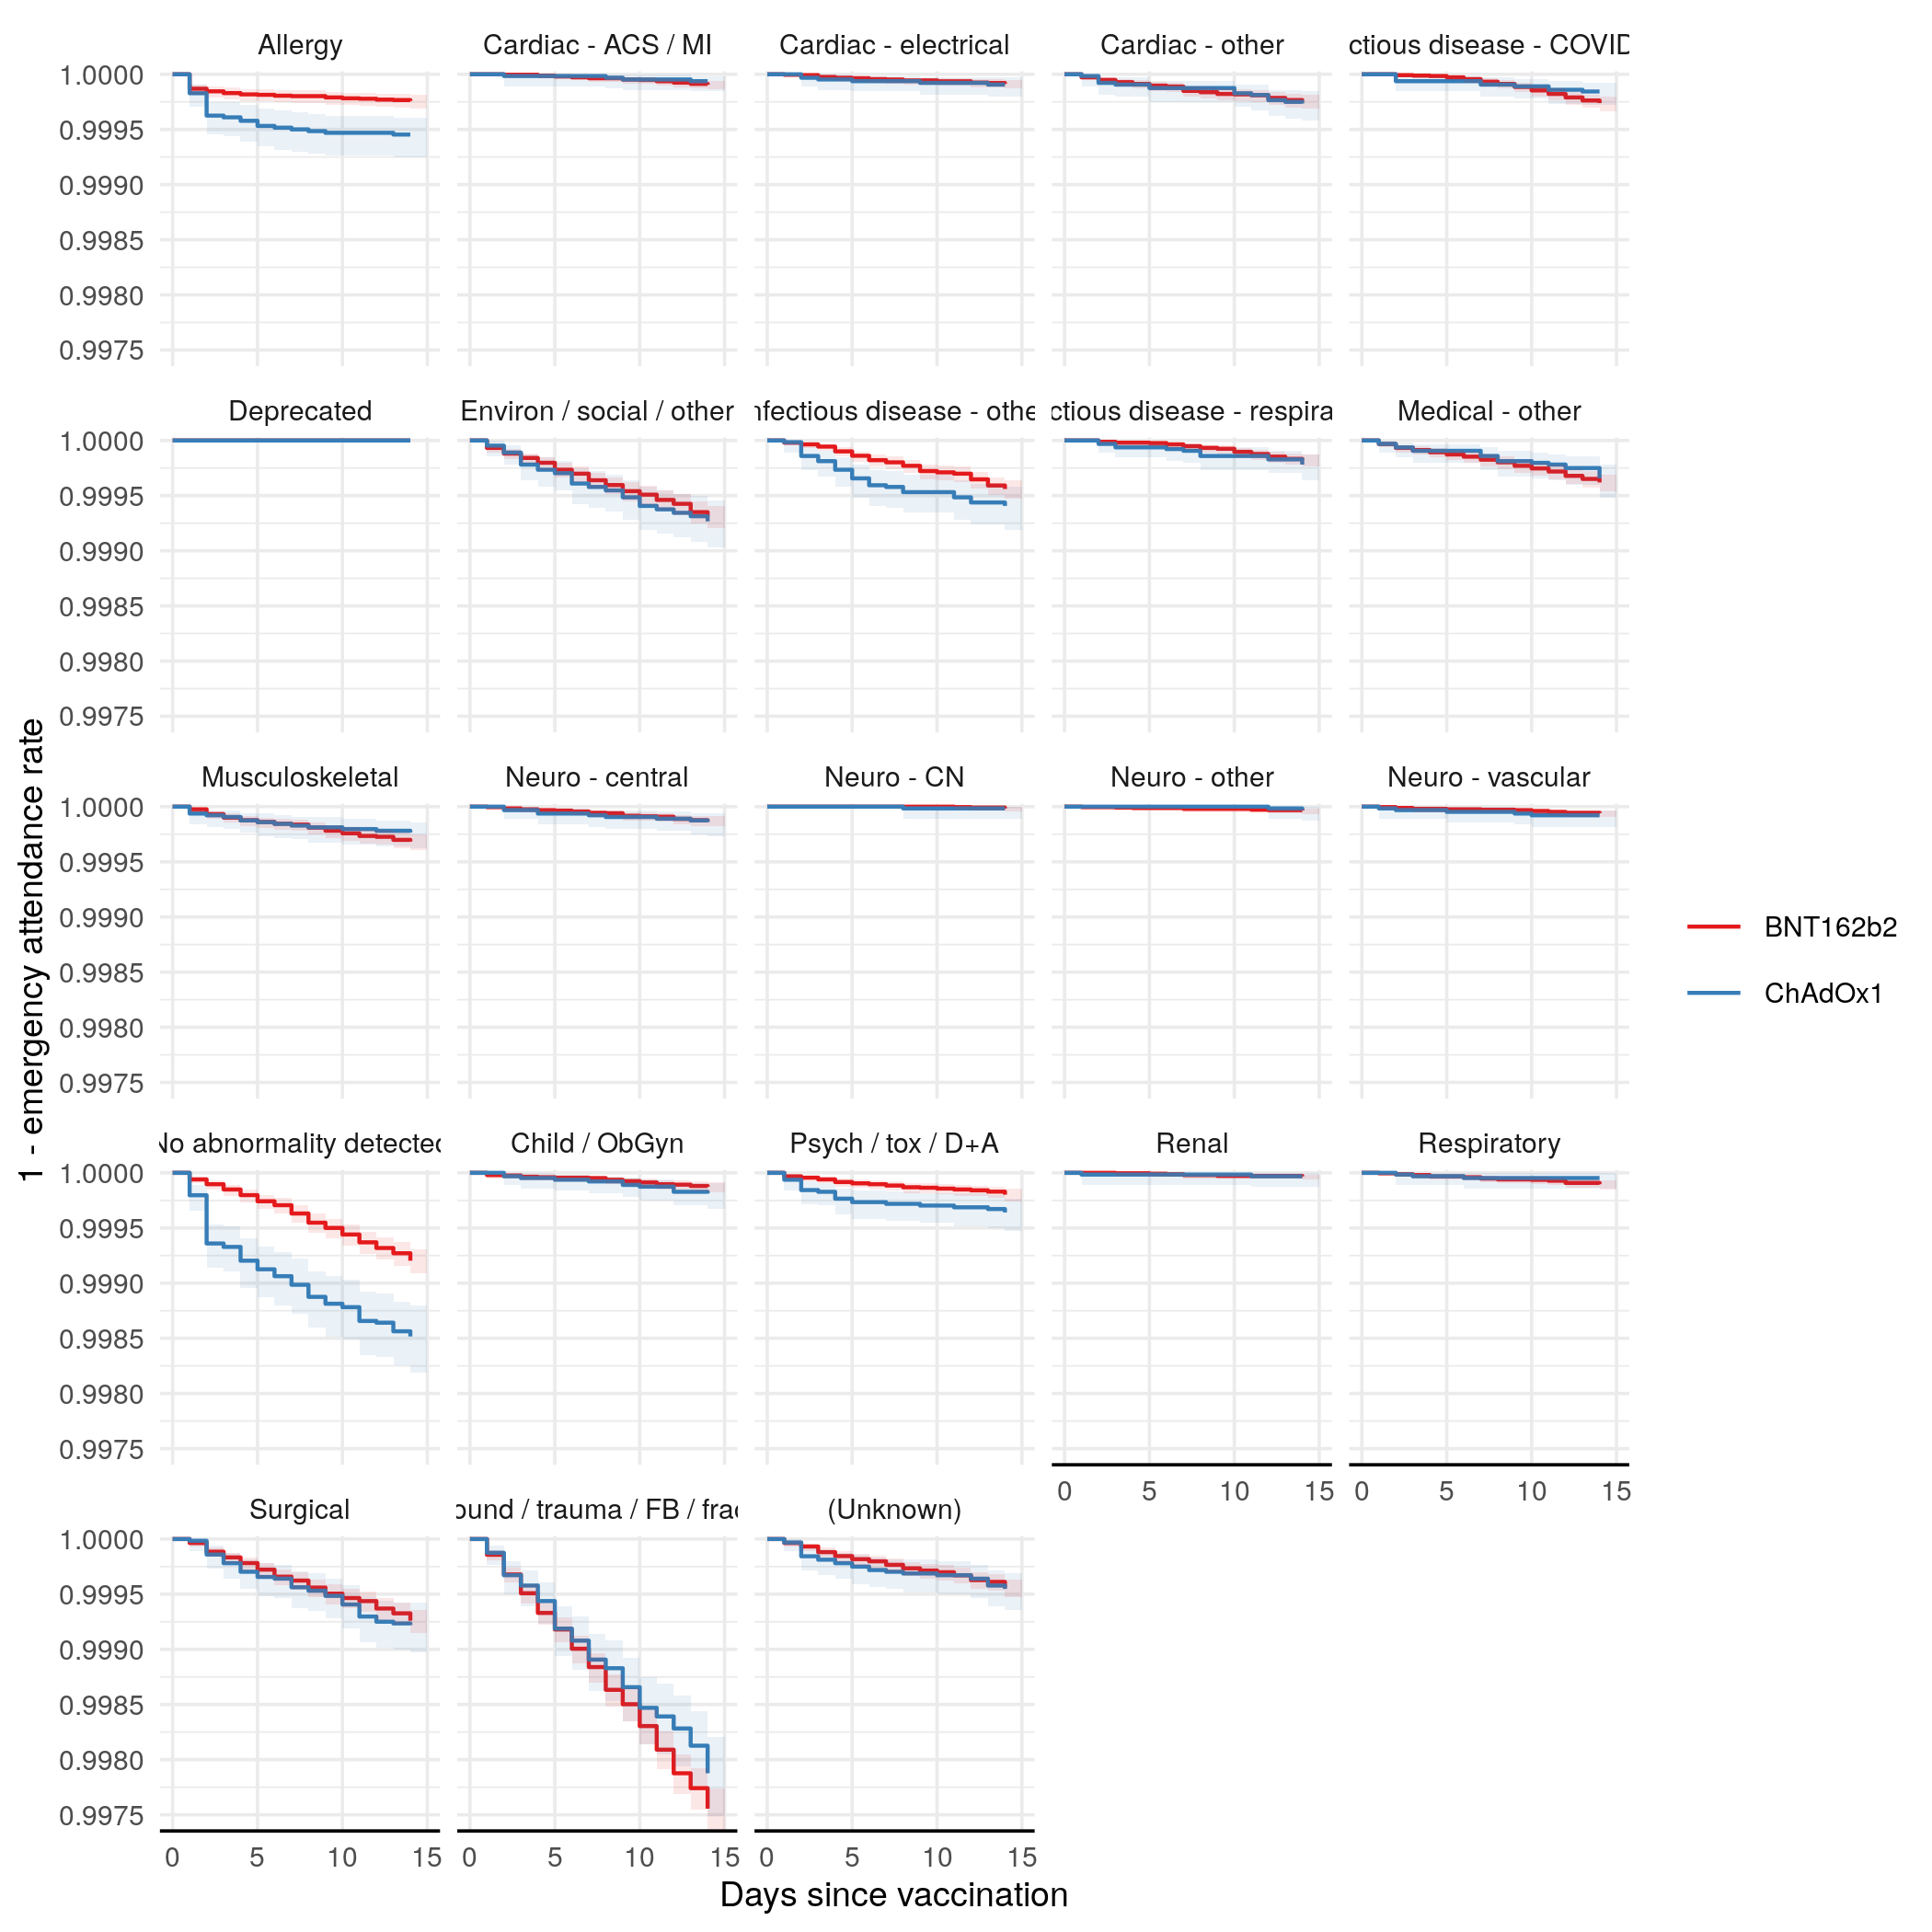 Allergy Cardiac - ACS / MI Cardiac - electrical Cardiac - other ctious disease - COVID
1.0000
0.9995
0.9990
0.9985
0.9980
0.9975
Deprecated Environ / social / other nfectious disease - othe ctious disease - respira Medical - other
1.0000
0.9995
0.9990
0.9985
0.9980
0.9975
Musculoskeletal Neuro - central Neuro - CN Neuro - other Neuro - vascular
1.0000
0.9995
0.9990
0.9985
0.9980
0.9975
No abnormality detected Child / ObGyn Psych / tox / D+A Renal Respiratory
1.0000
0.9995
0.9990
0.9985
0.9980
0.9975
0 5 10 15 0 5 10 15
Surgical ound / trauma / FB / frac (Unknown)
1.0000
0.9995
0.9990
0.9985
0.9980
0.9975
0 5 10 15 0 5 10 15 0 5 10 15
Days since vaccination
1 - emergency attendance rate
BNT162b2
ChAdOx1